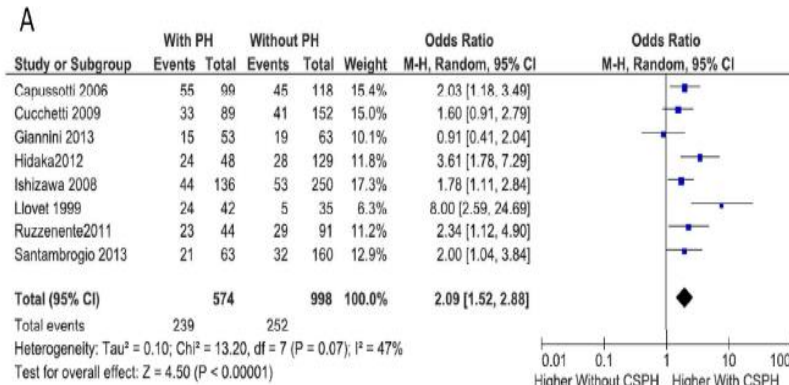 A
With PH Without PH Odds Ratio Odds Ratio
Study or Subgroup Events Total Events Total Weight M-H, Random, 95% CI M-H, Random, 95% CI
Capussotti 2006 55 99 45 118 15.4% 2.03 [1.18, 3.49]
Cucchetti 2009 33 89 41 152 15.0% 1.60 [0.91, 2.79]
Giannini 2013 15 53 19 63 10.1% 0.91 [0.41, 2.04]
Hidaka2012 24 48 28 129 11.8% 3.61 [1.78, 7.29]
Ishizawa 2008 44 136 53 250 17.3% 1.78 [1.11, 2.84]
Llovet 1999 24 42 5 35 6.3% 8.00 [2.59, 24.69]
Ruzzenente2011 23 44 29 91 11.2% 2.34 [1.12, 4.90]
Santambrogio 2013 21 63 32 160 12.9% 2.00 [1.04, 3.84]
Total (95% CI) 574 998 100.0% 2.09 [1.52, 2.88]
Total events 239 252
Heterogeneity: Tau² = 0.10; Chi² = 13.20, df = 7 (P = 0.07); I² = 47%
Test for overall effect: Z = 4.50 (P < 0.00001)
0.01 0.1 1 10 100
Higher Without CSPH Higher With CSPH